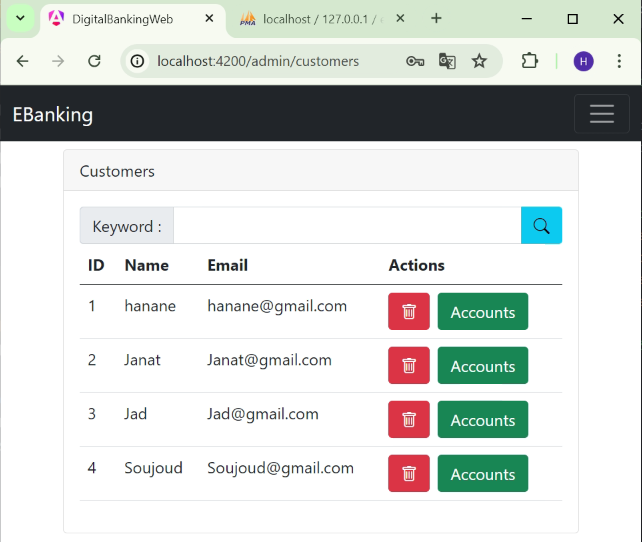 DigitalBankingWeb
localhost / 127.0.0.1 /
localhost:4200/admin/customers
H
EBanking
Customers
Keyword :
ID Name Email Actions
1 hanane hanane@gmail.com Accounts
2 Janat Janat@gmail.com Accounts
3 Jad Jad@gmail.com Accounts
4 Soujoud Soujoud@gmail.com Accounts